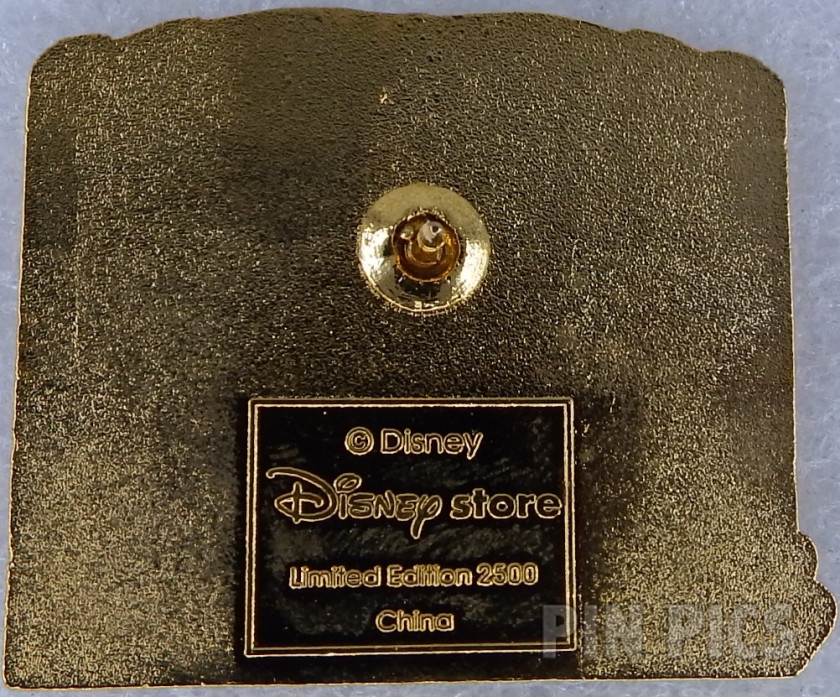 © Disney
Disney store
Limited Edition 2500
China
PIN PICS